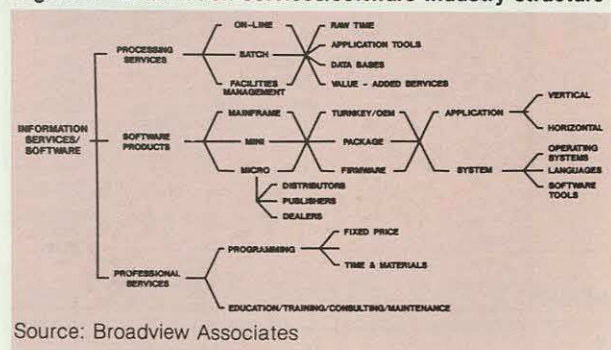 ON-LINE
RAW TIME
PROCESSING
SERVICES
BATCH
APPLICATION TOOLS
DATA BASES
FACILITIES
MANAGEMENT
VALUE - ADDED SERVICES
INFORMATION
SERVICES/
SOFTWARE
SOFTWARE
PRODUCTS
MAINFRAME
MINI
MICRO
TURNKEY/OEM
PACKAGE
FIRMWARE
APPLICATION
SYSTEM
VERTICAL
HORIZONTAL
OPERATING
SYSTEMS
LANGUAGES
SOFTWARE
TOOLS
DISTRIBUTORS
PUBLISHERS
DEALERS
PROFESSIONAL
SERVICES
PROGRAMMING
FIXED PRICE
TIME & MATERIALS
EDUCATION/TRAINING/CONSULTING/MAINTENANCE
Source: Broadview Associates